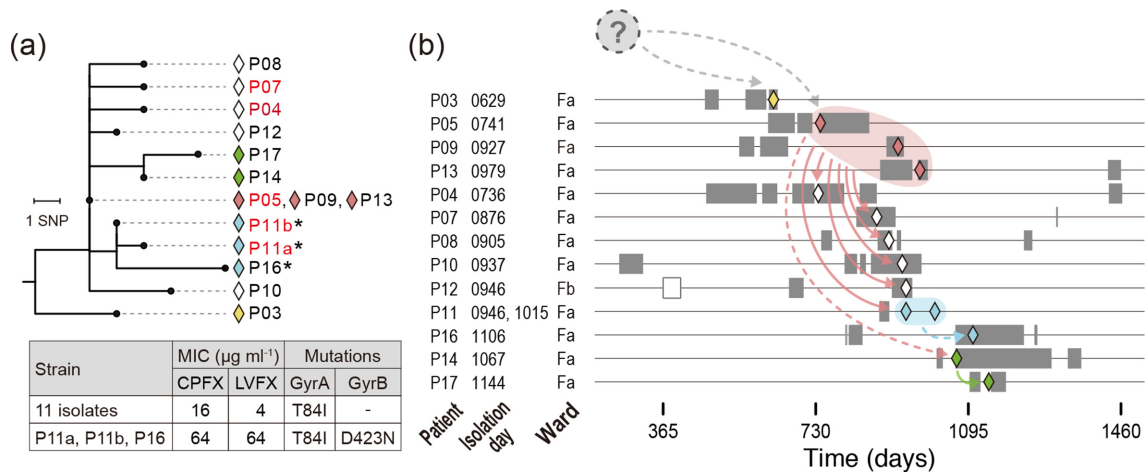 (a)
P08
P07
P04
P12
P17
P14
P05, P09, P13
P11b*
P11a*
P16*
P10
P03
1 SNP
Strain MIC (µg ml⁻¹) Mutations
CPFX LVFX GyrA GyrB
11 isolates 16 4 T84I -
P11a, P11b, P16 64 64 T84I D423N
(b)
?
P03 0629 Fa
P05 0741 Fa
P09 0927 Fa
P13 0979 Fa
P04 0736 Fa
P07 0876 Fa
P08 0905 Fa
P10 0937 Fa
P12 0946 Fb
P11 0946, 1015 Fa
P16 1106 Fa
P14 1067 Fa
P17 1144 Fa
Patient
Isolation
day
Ward
365 730 1095 1460
Time (days)